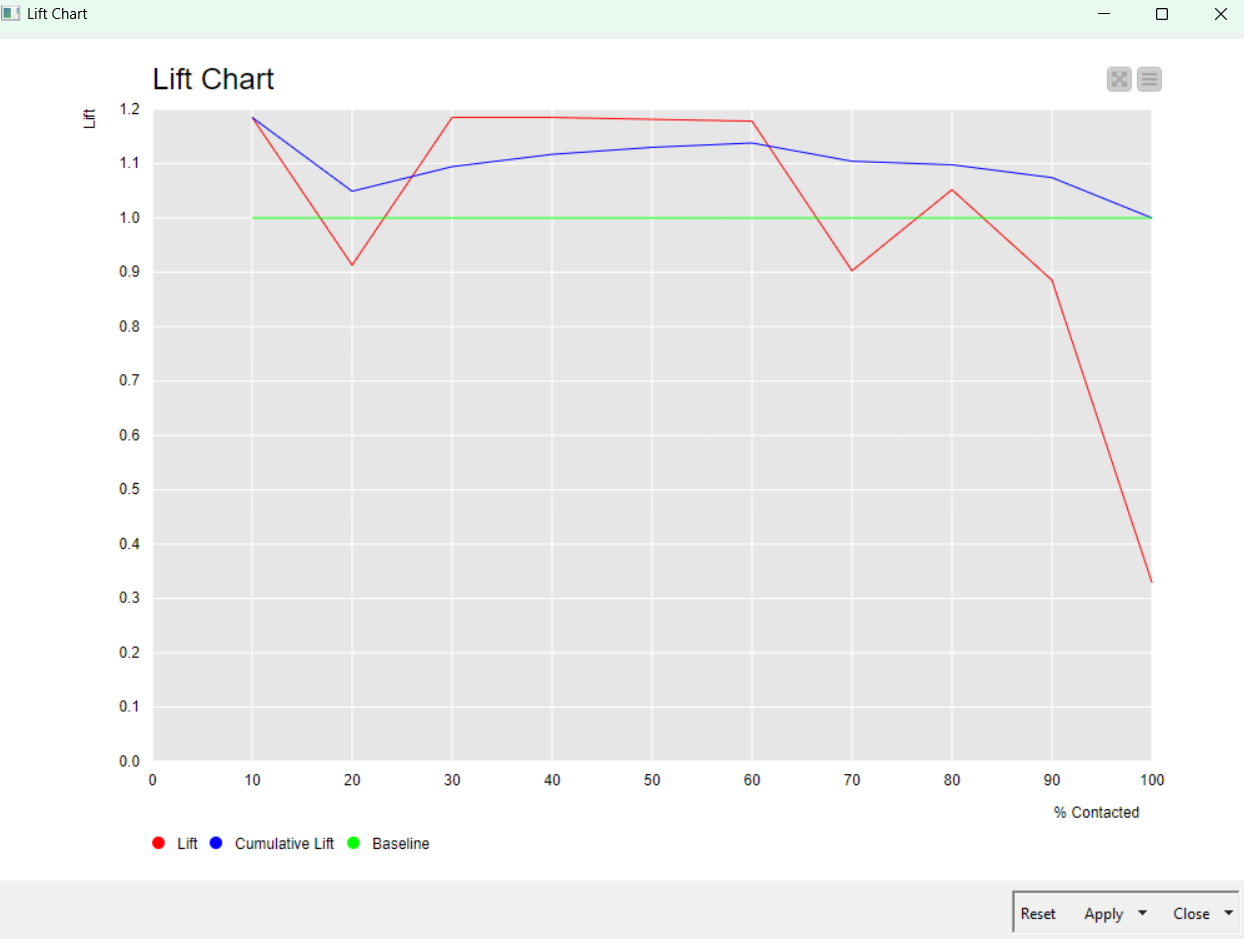 Lift Chart
Lift Chart
Lift
1.2
1.1
1.0
0.9
0.8
0.7
0.6
0.5
0.4
0.3
0.2
0.1
0.0
0 10 20 30 40 50 60 70 80 90 100
% Contacted
Lift Cumulative Lift Baseline
Reset Apply Close